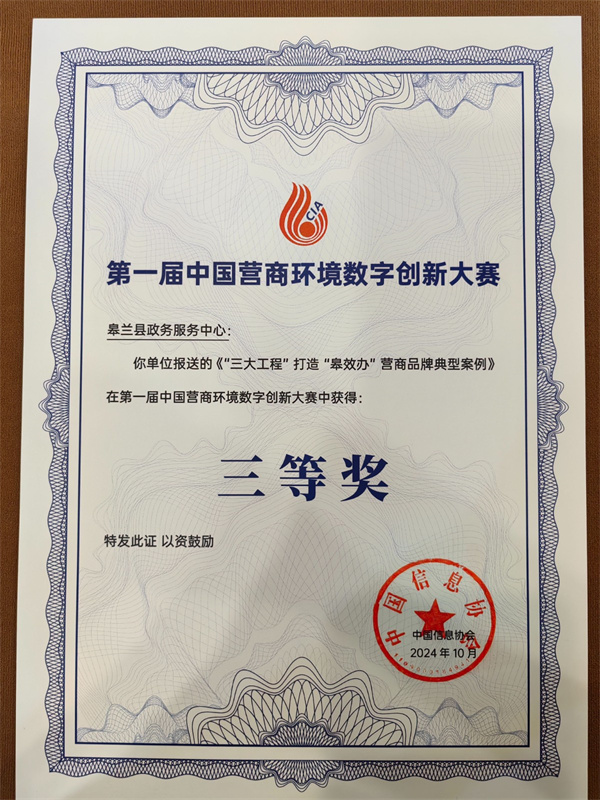 CIA
第一届中国营商环境数字创新大赛
皋兰县政务服务中心：
你单位报送的《“三大工程”打造“皋效办”营商品牌典型案例》
在第一届中国营商环境数字创新大赛中获得：
三等奖
特发此证 以资鼓励
中国信息协会
中国信息协会
2024年10月